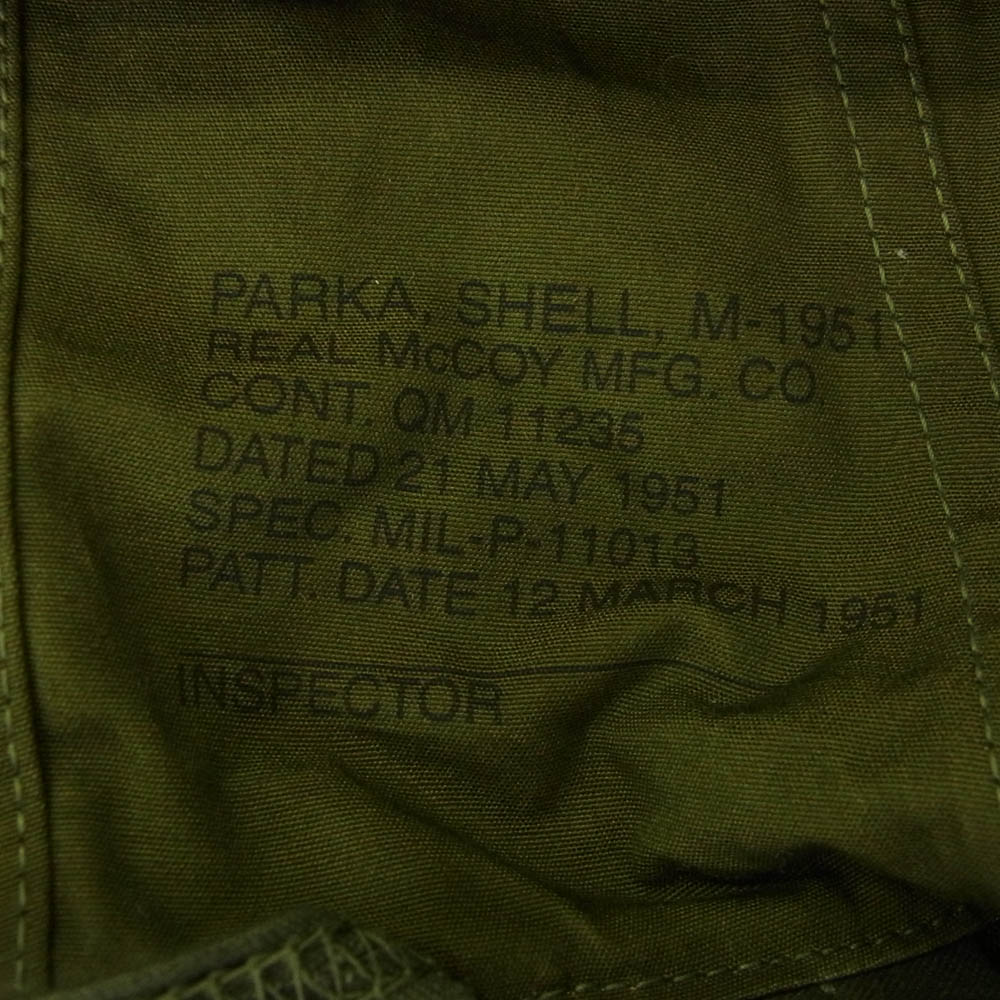 PARKA, SHELL, M-1951
REAL McCOY MFG. CO
CONT. QM 11235
DATED 21 MAY 1951
SPEC. MIL-P-11013
PATT. DATE 12 MARCH 1951
INSPECTOR